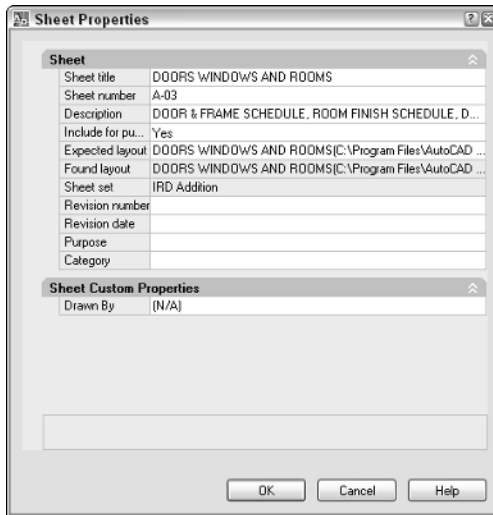 Sheet Properties
Sheet
Sheet title DOORS WINDOWS AND ROOMS
Sheet number A-03
Description DOOR & FRAME SCHEDULE, ROOM FINISH SCHEDULE, D...
Include for pu... Yes
Expected layout DOORS WINDOWS AND ROOMS(C:\Program Files\AutoCAD ...
Found layout DOORS WINDOWS AND ROOMS(C:\Program Files\AutoCAD ...
Sheet set IRD Addition
Revision number
Revision date
Purpose
Category
Sheet Custom Properties
Drawn By (N/A)
OK Cancel Help